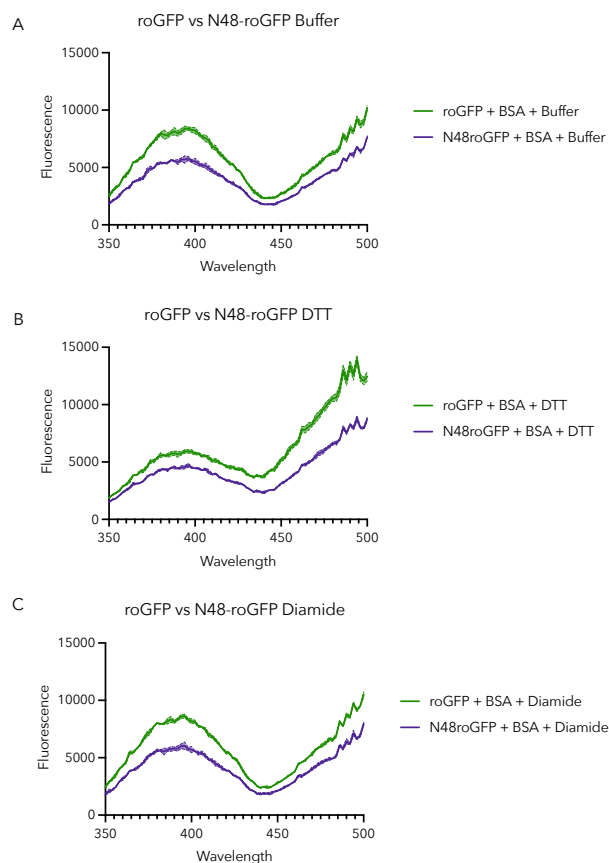 A
roGFP vs N48-roGFP Buffer
15000
10000
5000
0
Fluorescence
350
400
450
500
Wavelength
roGFP + BSA + Buffer
N48roGFP + BSA + Buffer
B
roGFP vs N48-roGFP DTT
15000
10000
5000
0
Fluorescence
350
400
450
500
Wavelength
roGFP + BSA + DTT
N48roGFP + BSA + DTT
C
roGFP vs N48-roGFP Diamide
15000
10000
5000
0
Fluorescence
350
400
450
500
Wavelength
roGFP + BSA + Diamide
N48roGFP + BSA + Diamide